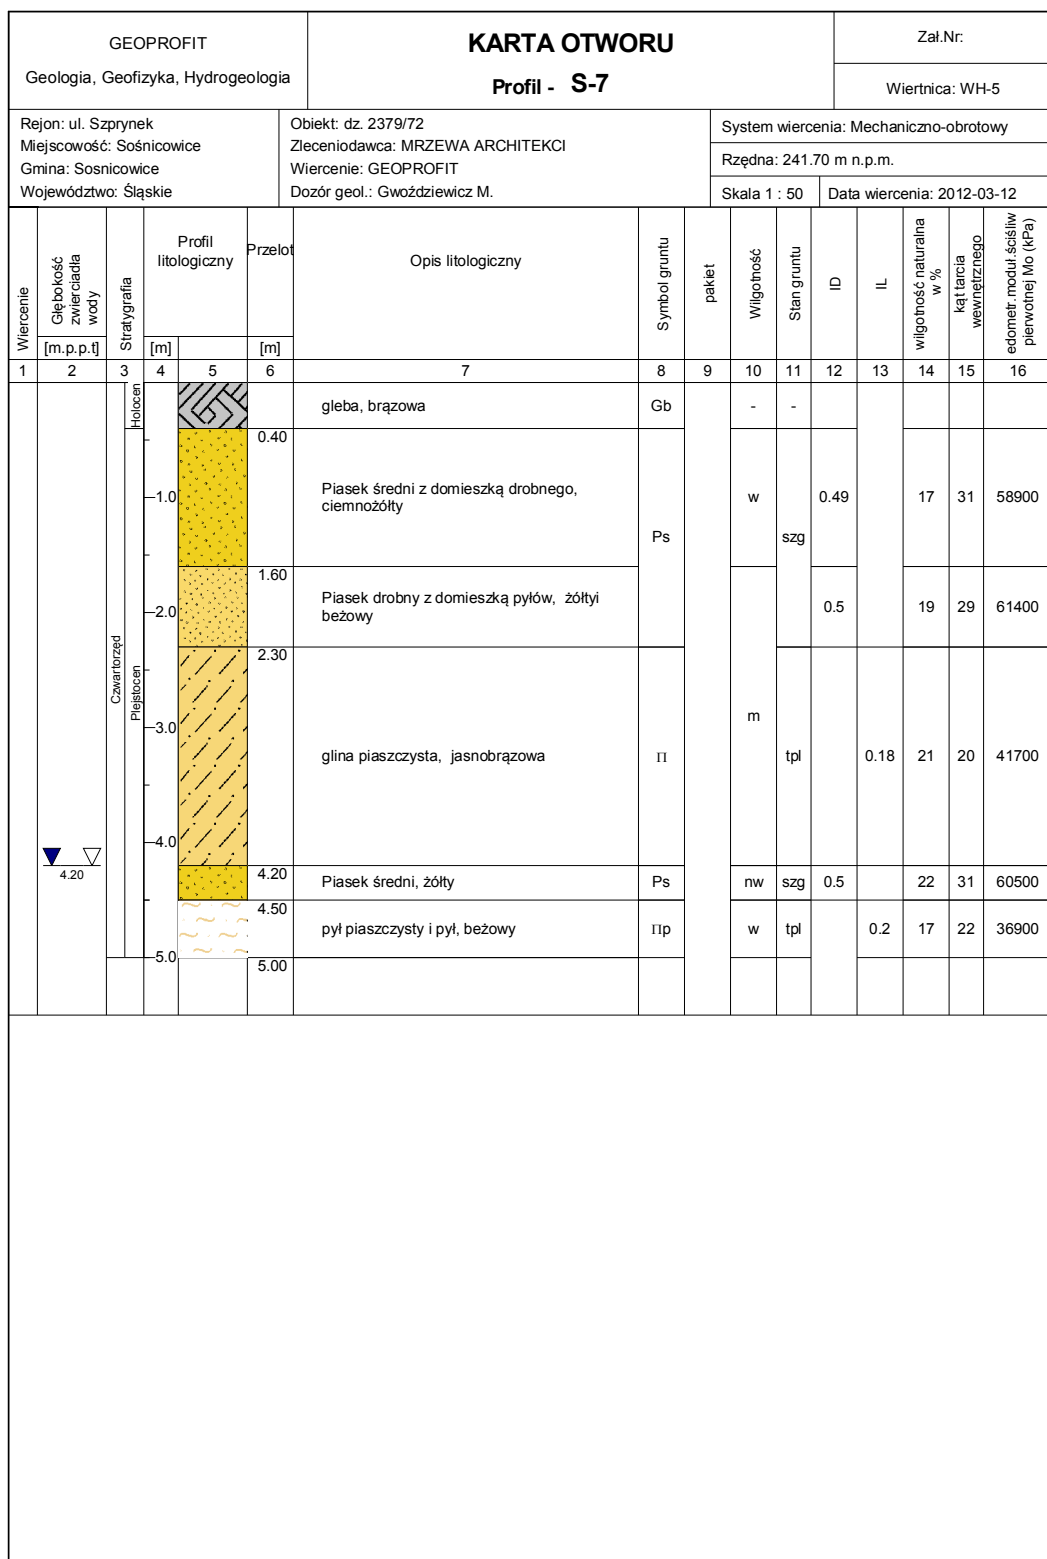 GEOPROFIT
Geologia, Geofizyka, Hydrogeologia
KARTA OTWORU
Profil - S-7
Zał.Nr:
Wiertnica: WH-5
Rejon: ul. Szprynek
Miejscowość: Sośnicowice
Gmina: Sosnicowice
Województwo: Śląskie
Obiekt: dz. 2379/72
Zleceniodawca: MRZEWA ARCHITEKCI
Wiercenie: GEOPROFIT
Dozór geol.: Gwoździewicz M.
System wiercenia: Mechaniczno-obrotowy
Rzędna: 241.70 m n.p.m.
Skala 1 : 50
Data wiercenia: 2012-03-12
Wiercenie
Głębokość
zwierciadła
wody
[m.p.p.t]
Stratygrafia
Profil
litologiczny
[m]
Przelot
[m]
Opis litologiczny
Symbol gruntu
pakiet
Wilgotność
Stan gruntu
ID
IL
wilgotność naturalna
w %
kąt tarcia
wewnętrznego
edometr.moduł.ściśliw
pierwotnej Mo (kPa)
1 2 3 4 5 6 7 8 9 10 11 12 13 14 15 16
Holocen
gleba, brązowa Gb - -
0.40
Czwartorzęd
Plejstocen
-1.0
Piasek średni z domieszką drobnego,
ciemnożółty
Ps
w
szg
0.49 17 31 58900
1.60
-2.0
Piasek drobny z domieszką pyłów, żółtyi
beżowy
0.5 19 29 61400
2.30
-3.0
m
glina piaszczysta, jasnobrązowa П tpl 0.18 21 20 41700
-4.0
4.20
4.20
Piasek średni, żółty Ps nw szg 0.5 22 31 60500
4.50
pył piaszczysty i pył, beżowy Пp w tpl 0.2 17 22 36900
-5.0
5.00